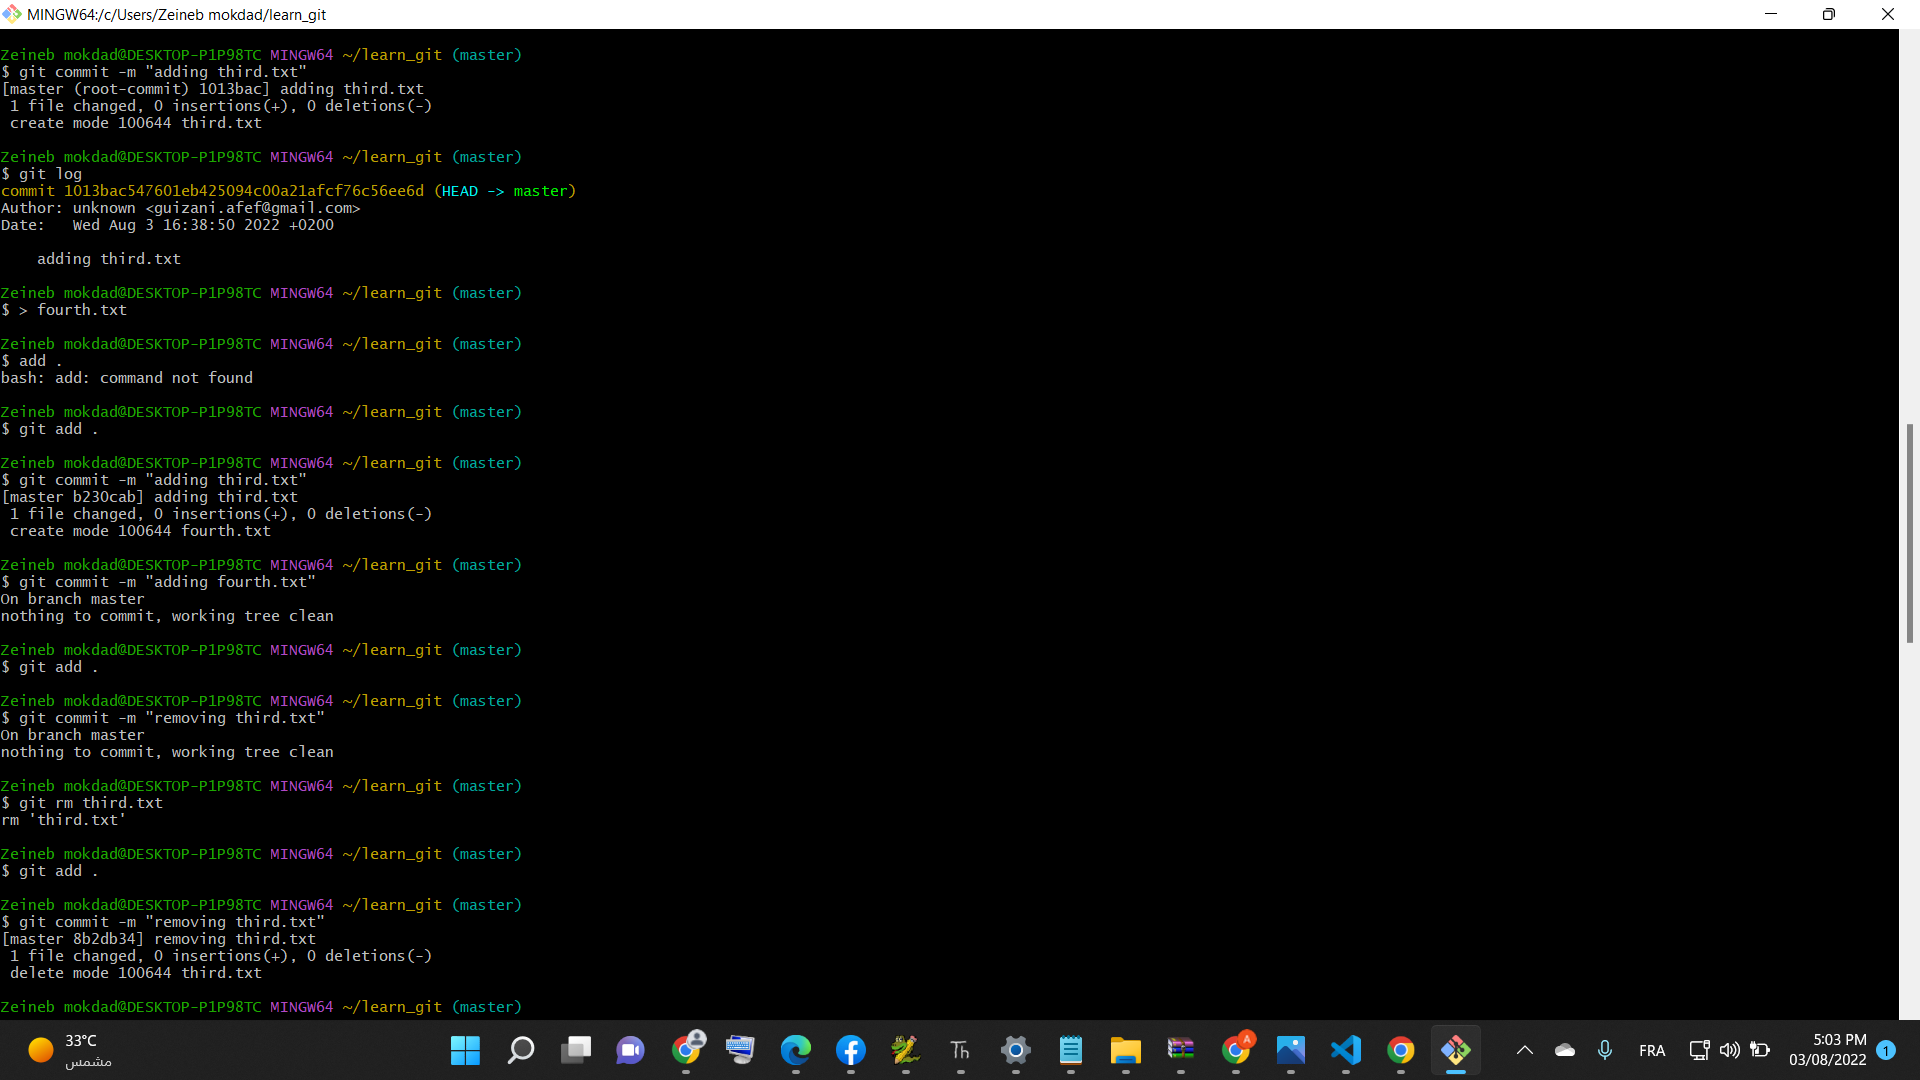 MINGW64:/c/Users/Zeineb mokdad/learn_git
Zeineb mokdad@DESKTOP-P1P98TC MINGW64 ~/learn_git (master)
$ git commit -m "adding third.txt"
[master (root-commit) 1013bac] adding third.txt
 1 file changed, 0 insertions(+), 0 deletions(-)
 create mode 100644 third.txt
Zeineb mokdad@DESKTOP-P1P98TC MINGW64 ~/learn_git (master)
$ git log
commit 1013bac547601eb425094c00a21afcf76c56ee6d (HEAD -> master)
Author: unknown <guizani.afef@gmail.com>
Date:   Wed Aug 3 16:38:50 2022 +0200
    adding third.txt
Zeineb mokdad@DESKTOP-P1P98TC MINGW64 ~/learn_git (master)
$ > fourth.txt
Zeineb mokdad@DESKTOP-P1P98TC MINGW64 ~/learn_git (master)
$ add .
bash: add: command not found
Zeineb mokdad@DESKTOP-P1P98TC MINGW64 ~/learn_git (master)
$ git add .
Zeineb mokdad@DESKTOP-P1P98TC MINGW64 ~/learn_git (master)
$ git commit -m "adding third.txt"
[master b230cab] adding third.txt
 1 file changed, 0 insertions(+), 0 deletions(-)
 create mode 100644 fourth.txt
Zeineb mokdad@DESKTOP-P1P98TC MINGW64 ~/learn_git (master)
$ git commit -m "adding fourth.txt"
On branch master
nothing to commit, working tree clean
Zeineb mokdad@DESKTOP-P1P98TC MINGW64 ~/learn_git (master)
$ git add .
Zeineb mokdad@DESKTOP-P1P98TC MINGW64 ~/learn_git (master)
$ git commit -m "removing third.txt"
On branch master
nothing to commit, working tree clean
Zeineb mokdad@DESKTOP-P1P98TC MINGW64 ~/learn_git (master)
$ git rm third.txt
rm 'third.txt'
Zeineb mokdad@DESKTOP-P1P98TC MINGW64 ~/learn_git (master)
$ git add .
Zeineb mokdad@DESKTOP-P1P98TC MINGW64 ~/learn_git (master)
$ git commit -m "removing third.txt"
[master 8b2db34] removing third.txt
 1 file changed, 0 insertions(+), 0 deletions(-)
 delete mode 100644 third.txt
Zeineb mokdad@DESKTOP-P1P98TC MINGW64 ~/learn_git (master)
33°C
مشمس
Th
A
FRA
5:03 PM
03/08/2022
1